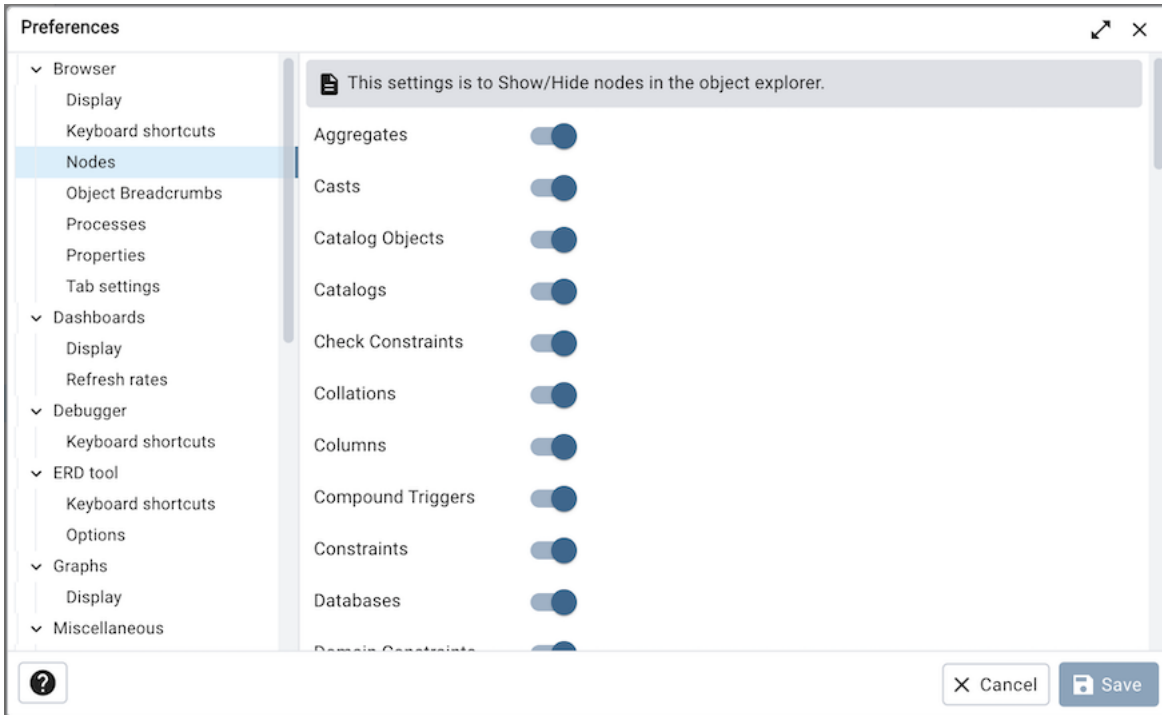 Preferences
Browser
Display
Keyboard shortcuts
Nodes
Object Breadcrumbs
Processes
Properties
Tab settings
Dashboards
Display
Refresh rates
Debugger
Keyboard shortcuts
ERD tool
Keyboard shortcuts
Options
Graphs
Display
Miscellaneous
This settings is to Show/Hide nodes in the object explorer.
Aggregates
Casts
Catalog Objects
Catalogs
Check Constraints
Collations
Columns
Compound Triggers
Constraints
Databases
Domain Constraints
Cancel
Save